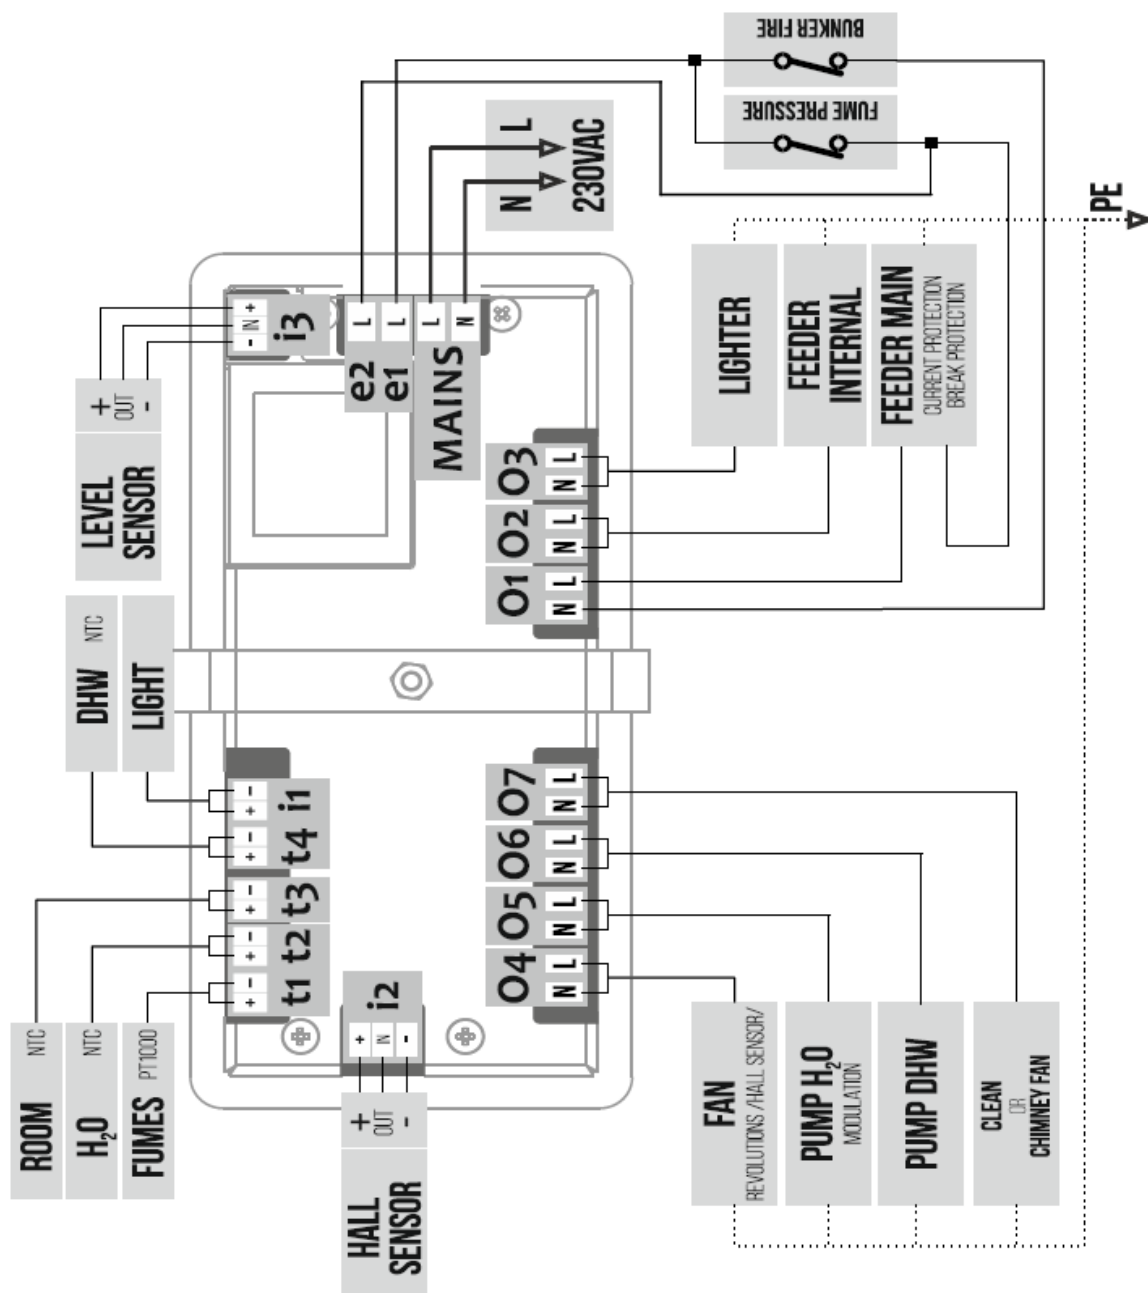 BUNKER FIRE
FUME PRESSURE
N L
230VAC
PE
LIGHTER
FEEDER
INTERNAL
FEEDER MAIN
CURRENT PROTECTION
BREAK PROTECTION
LEVEL
SENSOR
+
OUT
-
- IN +
i3
e2 L
e1 L
MAINS
L
N
O3
N L
O2
N L
O1
N L
DHW NTC
LIGHT
+ -
i1
+ -
t4
+ -
t3
+ -
t2
+ -
t1
O7
N L
O6
N L
O5
N L
O4
N L
i2
+
IN
-
ROOM NTC
H₂O NTC
FUMES PT1000
HALL
SENSOR
+
OUT
-
FAN
REVOLUTIONS /HALL SENSOR/
PUMP H₂O
MODULATION
PUMP DHW
CLEAN
OR
CHIMNEY FAN